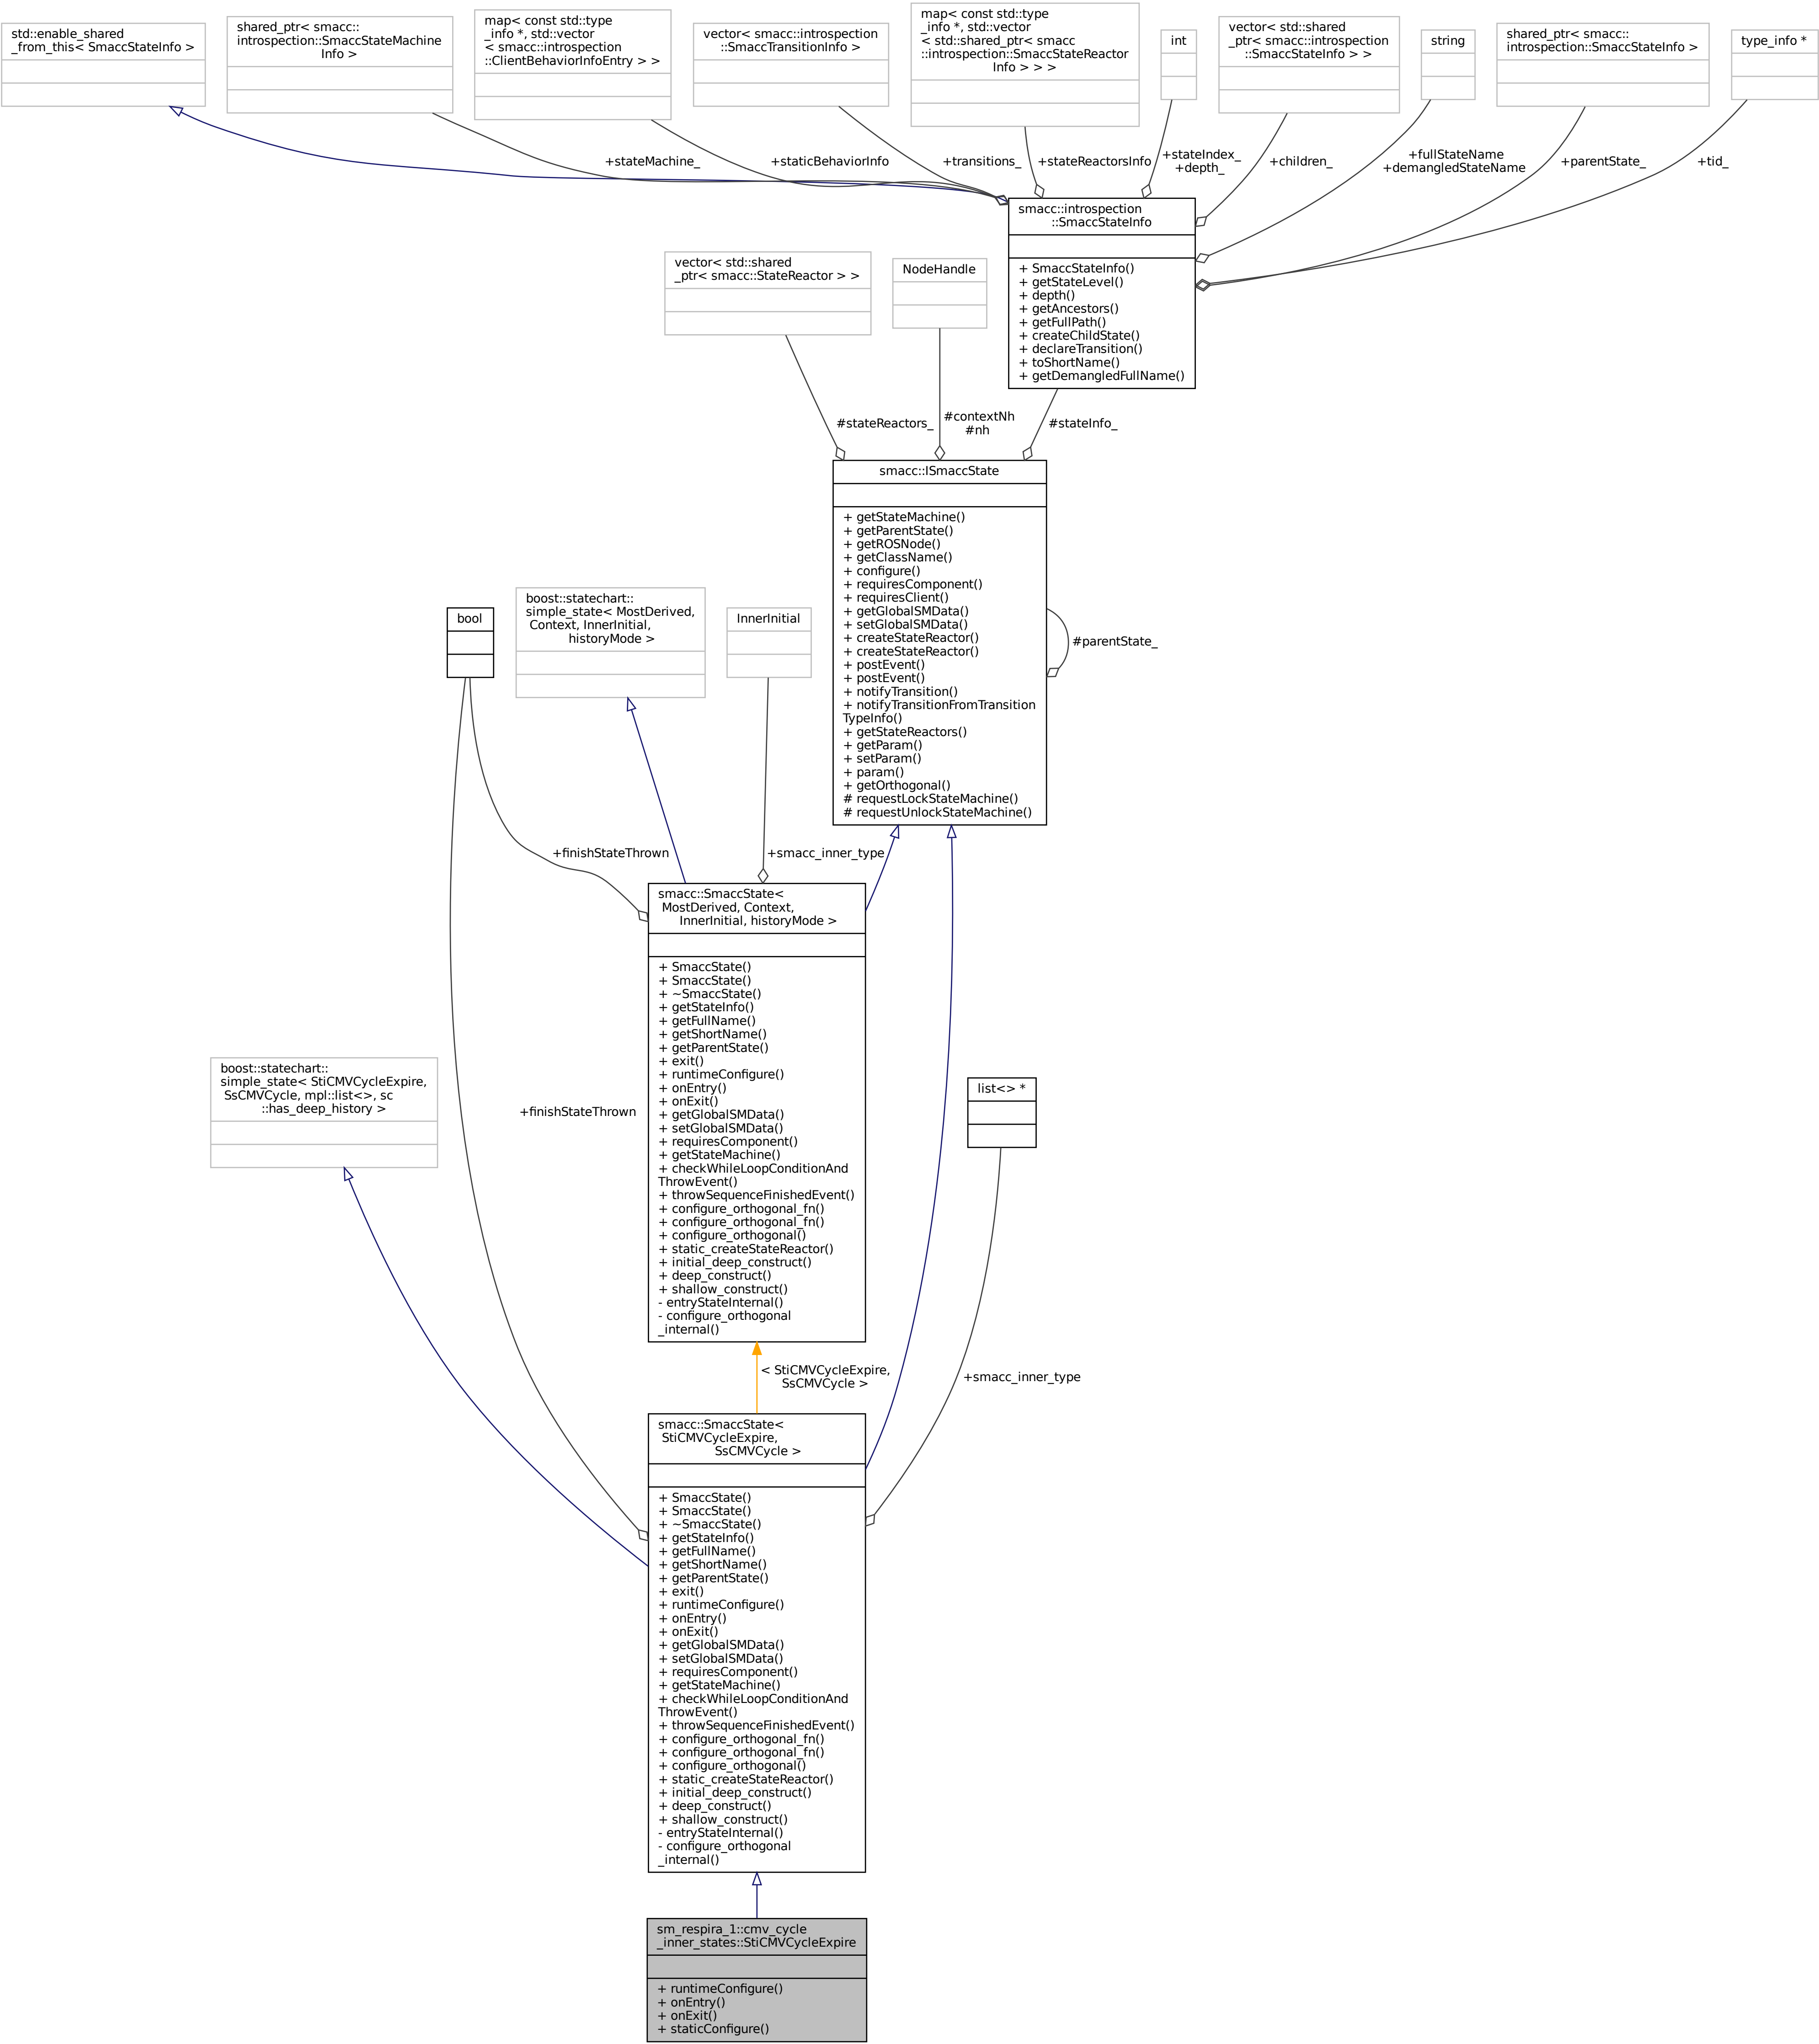 std::enable_shared
_from_this< SmaccStateInfo >
shared_ptr< smacc::
introspection::SmaccStateMachine
Info >
map< const std::type
_info *, std::vector
< smacc::introspection
::ClientBehaviorInfoEntry > >
vector< smacc::introspection
::SmaccTransitionInfo >
map< const std::type
_info *, std::vector
< std::shared_ptr< smacc
::introspection::SmaccStateReactor
Info > > >
int
vector< std::shared
_ptr< smacc::introspection
::SmaccStateInfo > >
string
shared_ptr< smacc::
introspection::SmaccStateInfo >
type_info *
+stateMachine_
+staticBehaviorInfo
+transitions_
+stateReactorsInfo
+stateIndex_
+depth_
+children_
+fullStateName
+demangledStateName
+parentState_
+tid_
smacc::introspection
::SmaccStateInfo
+ SmaccStateInfo()
+ getStateLevel()
+ depth()
+ getAncestors()
+ getFullPath()
+ createChildState()
+ declareTransition()
+ toShortName()
+ getDemangledFullName()
vector< std::shared
_ptr< smacc::StateReactor > >
NodeHandle
#stateReactors_
#contextNh
#nh
#stateInfo_
smacc::ISmaccState
+ getStateMachine()
+ getParentState()
+ getROSNode()
+ getClassName()
+ configure()
+ requiresComponent()
+ requiresClient()
+ getGlobalSMData()
+ setGlobalSMData()
+ createStateReactor()
+ createStateReactor()
+ postEvent()
+ postEvent()
+ notifyTransition()
+ notifyTransitionFromTransition
TypeInfo()
+ getStateReactors()
+ getParam()
+ setParam()
+ param()
+ getOrthogonal()
# requestLockStateMachine()
# requestUnlockStateMachine()
#parentState_
bool
boost::statechart::
simple_state< MostDerived,
Context, InnerInitial,
historyMode >
InnerInitial
+finishStateThrown
+smacc_inner_type
smacc::SmaccState<
MostDerived, Context,
InnerInitial, historyMode >
+ SmaccState()
+ SmaccState()
+ ~SmaccState()
+ getStateInfo()
+ getFullName()
+ getShortName()
+ getParentState()
+ exit()
+ runtimeConfigure()
+ onEntry()
+ onExit()
+ getGlobalSMData()
+ setGlobalSMData()
+ requiresComponent()
+ getStateMachine()
+ checkWhileLoopConditionAnd
ThrowEvent()
+ throwSequenceFinishedEvent()
+ configure_orthogonal_fn()
+ configure_orthogonal_fn()
+ configure_orthogonal()
+ static_createStateReactor()
+ initial_deep_construct()
+ deep_construct()
+ shallow_construct()
- entryStateInternal()
- configure_orthogonal
_internal()
boost::statechart::
simple_state< StiCMVCycleExpire,
SsCMVCycle, mpl::list<>, sc
::has_deep_history >
+finishStateThrown
list<> *
< StiCMVCycleExpire,
SsCMVCycle >
+smacc_inner_type
smacc::SmaccState<
StiCMVCycleExpire,
SsCMVCycle >
+ SmaccState()
+ SmaccState()
+ ~SmaccState()
+ getStateInfo()
+ getFullName()
+ getShortName()
+ getParentState()
+ exit()
+ runtimeConfigure()
+ onEntry()
+ onExit()
+ getGlobalSMData()
+ setGlobalSMData()
+ requiresComponent()
+ getStateMachine()
+ checkWhileLoopConditionAnd
ThrowEvent()
+ throwSequenceFinishedEvent()
+ configure_orthogonal_fn()
+ configure_orthogonal_fn()
+ configure_orthogonal()
+ static_createStateReactor()
+ initial_deep_construct()
+ deep_construct()
+ shallow_construct()
- entryStateInternal()
- configure_orthogonal
_internal()
sm_respira_1::cmv_cycle
_inner_states::StiCMVCycleExpire
+ runtimeConfigure()
+ onEntry()
+ onExit()
+ staticConfigure()